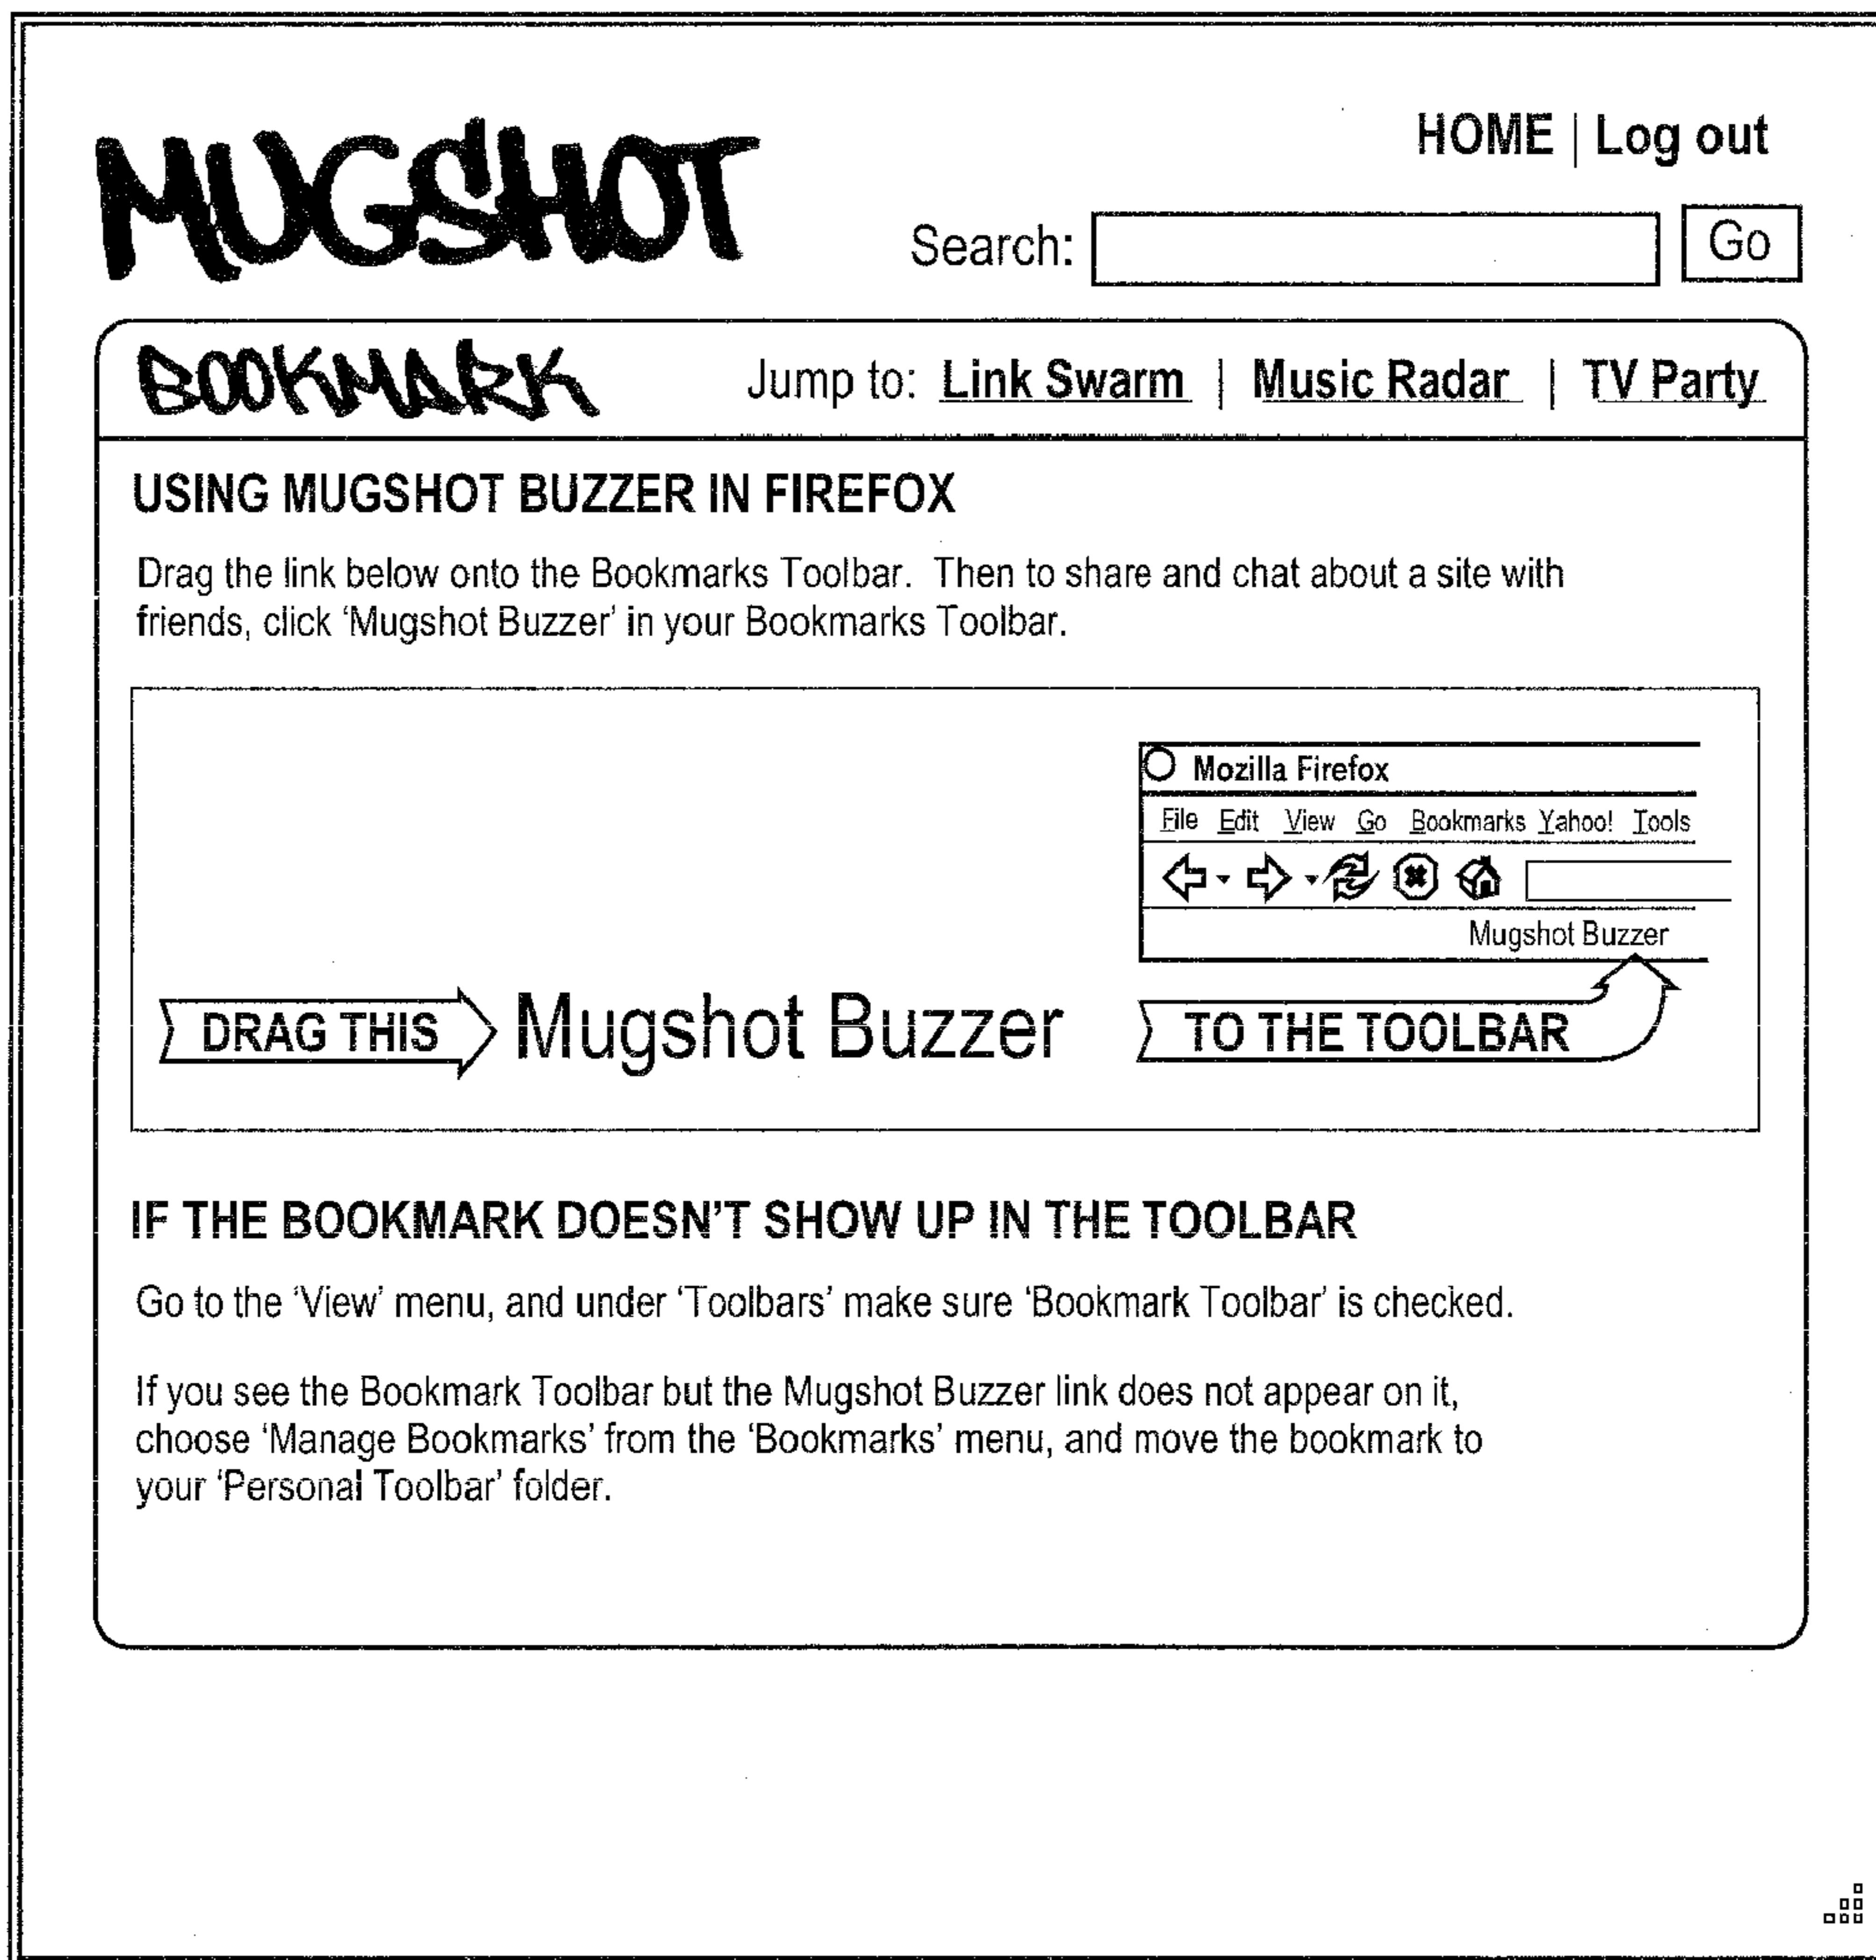 MUGSHOT
HOME | Log out
Search: Go
BOOKMARK
Jump to: Link Swarm | Music Radar | TV Party
USING MUGSHOT BUZZER IN FIREFOX
Drag the link below onto the Bookmarks Toolbar. Then to share and chat about a site with
friends, click ‘Mugshot Buzzer’ in your Bookmarks Toolbar.
Mozilla Firefox
File Edit View Go Bookmarks Yahoo! Tools
Mugshot Buzzer
DRAG THIS Mugshot Buzzer TO THE TOOLBAR
IF THE BOOKMARK DOESN’T SHOW UP IN THE TOOLBAR
Go to the ‘View’ menu, and under ‘Toolbars’ make sure ‘Bookmark Toolbar’ is checked.
If you see the Bookmark Toolbar but the Mugshot Buzzer link does not appear on it,
choose ‘Manage Bookmarks’ from the ‘Bookmarks’ menu, and move the bookmark to
your ‘Personal Toolbar’ folder.